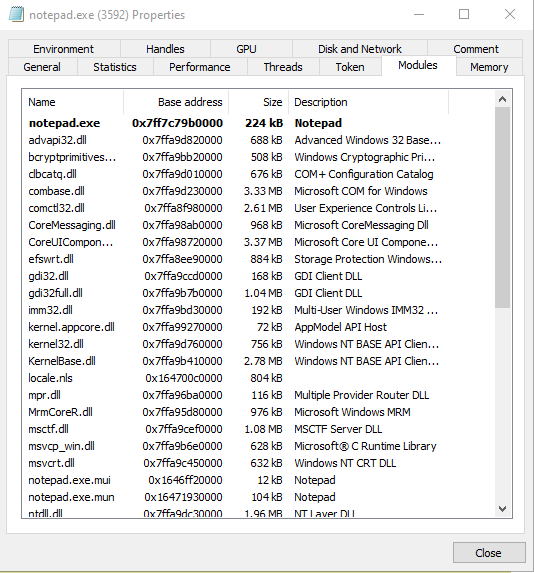 notepad.exe (3592) Properties
Environment Handles GPU Disk and Network Comment
General Statistics Performance Threads Token Modules Memory
Name Base address Size Description
notepad.exe 0x7ff7c79b0000 224 kB Notepad
advapi32.dll 0x7ffa9d820000 688 kB Advanced Windows 32 Base...
bcryptprimitives... 0x7ffa9bb20000 508 kB Windows Cryptographic Pri...
clbcatq.dll 0x7ffa9d010000 676 kB COM+ Configuration Catalog
combase.dll 0x7ffa9d230000 3.33 MB Microsoft COM for Windows
comctl32.dll 0x7ffa8f980000 2.61 MB User Experience Controls Li...
CoreMessaging.dll 0x7ffa98ab0000 968 kB Microsoft CoreMessaging Dll
CoreUICompon... 0x7ffa98720000 3.37 MB Microsoft Core UI Compone...
efswrt.dll 0x7ffa8ee90000 884 kB Storage Protection Windows...
gdi32.dll 0x7ffa9ccd0000 168 kB GDI Client DLL
gdi32full.dll 0x7ffa9b7b0000 1.04 MB GDI Client DLL
imm32.dll 0x7ffa9bd30000 192 kB Multi-User Windows IMM32 ...
kernel.appcore.dll 0x7ffa99270000 72 kB AppModel API Host
kernel32.dll 0x7ffa9d760000 756 kB Windows NT BASE API Clien...
KernelBase.dll 0x7ffa9b410000 2.78 MB Windows NT BASE API Clien...
locale.nls 0x164700c0000 804 kB
mpr.dll 0x7ffa96ba0000 116 kB Multiple Provider Router DLL
MrmCoreR.dll 0x7ffa95d80000 976 kB Microsoft Windows MRM
msctf.dll 0x7ffa9cef0000 1.08 MB MSCTF Server DLL
msvcp_win.dll 0x7ffa9b6e0000 628 kB Microsoft® C Runtime Library
msvcrt.dll 0x7ffa9c450000 632 kB Windows NT CRT DLL
notepad.exe.mui 0x1646ff20000 12 kB Notepad
notepad.exe.mun 0x16471930000 104 kB Notepad
ntdll.dll 0x7ffa9dc30000 1.96 MB NT Layer DLL
Close